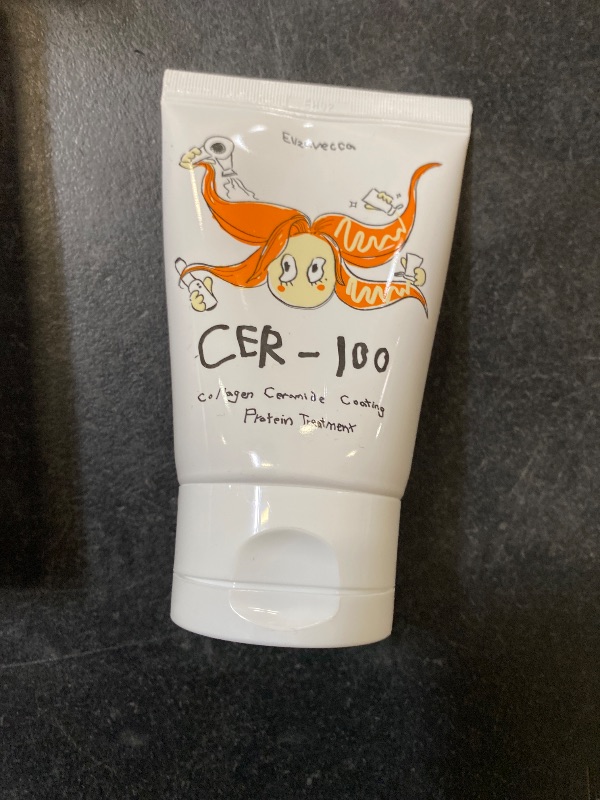 Elizavecca
CER-100
Collagen Ceramide Coating
Protein Treatment